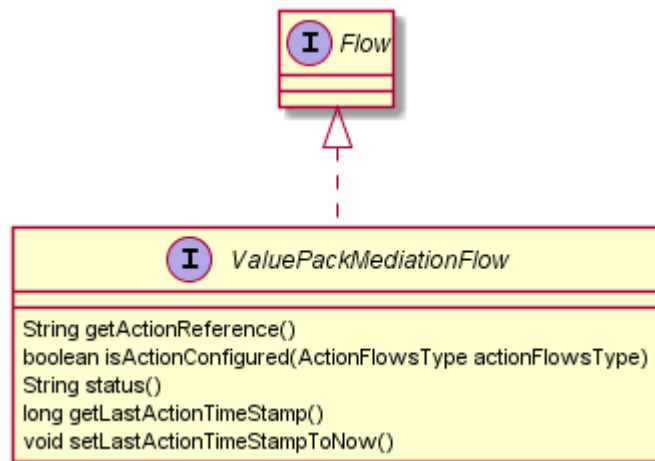 I Flow
I ValuePackMediationFlow
String getActionReference()
boolean isActionConfigured(ActionFlowsType actionFlowsType)
String status()
long getLastActionTimeStamp()
void setLastActionTimeStampToNow()